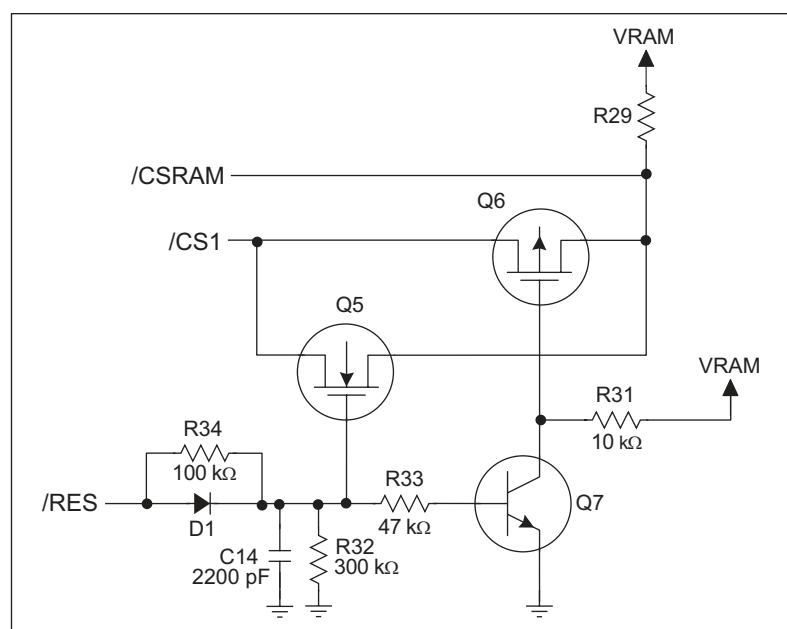 VRAM
R29
/CSRAM
Q6
/CS1
Q5
VRAM
R31
10 kΩ
R34
100 kΩ
R33
47 kΩ
Q7
/RES
D1
C14
2200 pF
R32
300 kΩ